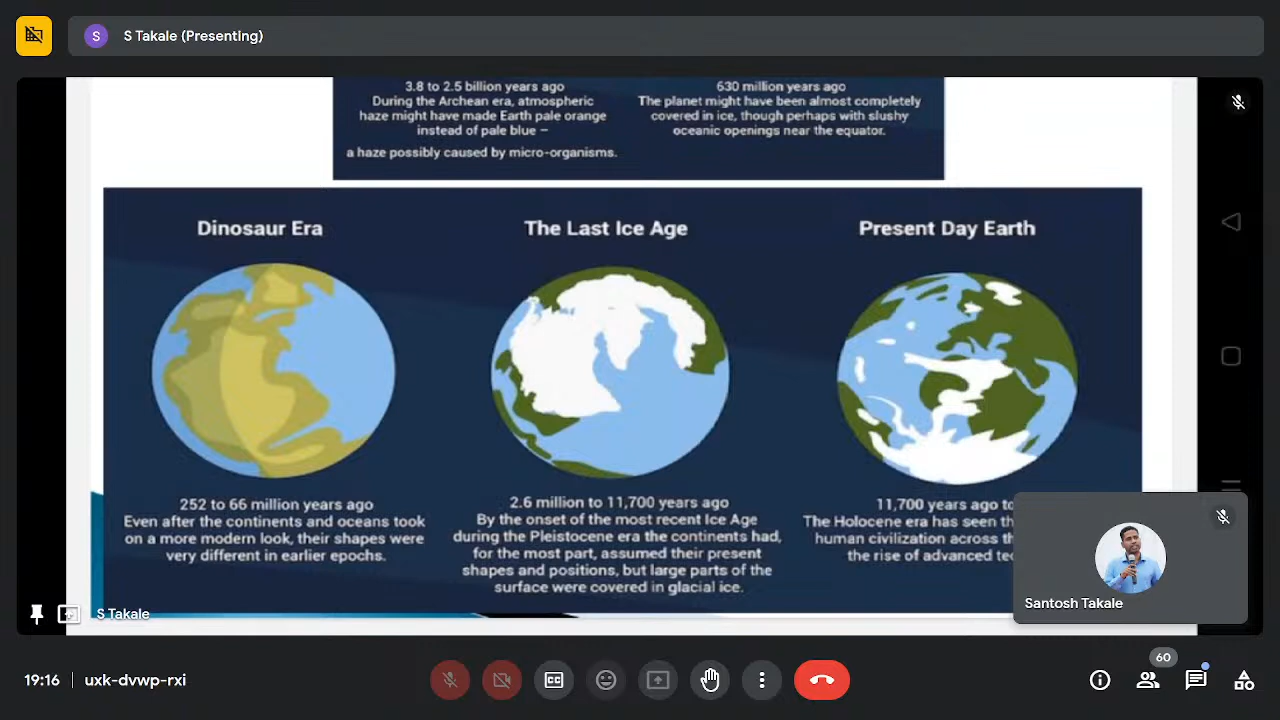 S
S Takale (Presenting)
3.8 to 2.5 billion years ago
During the Archean era, atmospheric
haze might have made Earth pale orange
instead of pale blue –
a haze possibly caused by micro-organisms.
630 million years ago
The planet might have been almost completely
covered in ice, though perhaps with slushy
oceanic openings near the equator.
Dinosaur Era
252 to 66 million years ago
Even after the continents and oceans took
on a more modern look, their shapes were
very different in earlier epochs.
The Last Ice Age
2.6 million to 11,700 years ago
By the onset of the most recent Ice Age
during the Pleistocene era the continents had,
for the most part, assumed their present
shapes and positions, but large parts of the
surface were covered in glacial ice.
Present Day Earth
11,700 years ago to
The Holocene era has seen th
human civilization across th
the rise of advanced te
Santosh Takale
S Takale
19:16
uxk-dvwp-rxi
CC
60